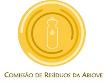 COMISSÃO DE RESÍDUOS DA ABIOVE